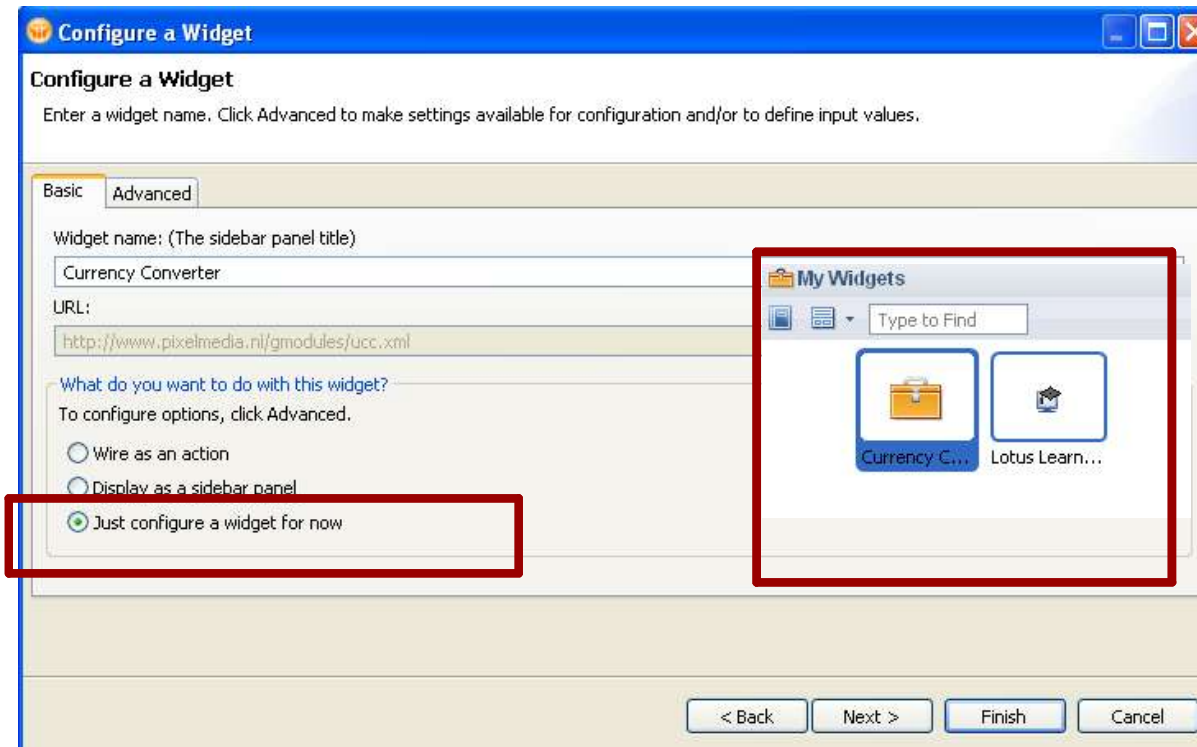 Configure a Widget
Configure a Widget
Enter a widget name. Click Advanced to make settings available for configuration and/or to define input values.
Basic
Advanced
Widget name: (The sidebar panel title)
Currency Converter
URL:
http://www.pixelmedia.nl/gmodules/ucc.xml
What do you want to do with this widget?
To configure options, click Advanced.
Wire as an action
Display as a sidebar panel
Just configure a widget for now
My Widgets
Type to Find
Currency C...
Lotus Learn...
< Back
Next >
Finish
Cancel